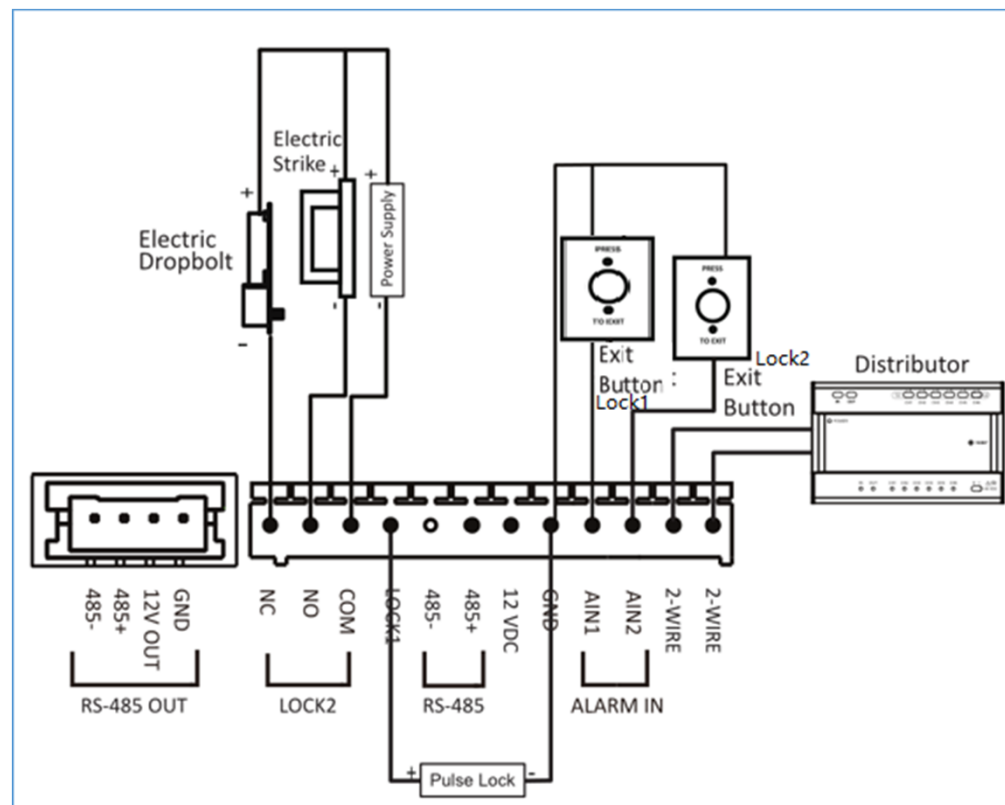 Electric
Strike
+
+
+
Power Supply
-
-
-
Electric
Dropbolt
PRESS
TO EXIT
PRESS
TO EXIT
Exit
Button :
Lock1
Lock2
Exit
Button
Distributor
485-
485+
12V OUT
GND
NC
NO
COM
LOCK1
485-
485+
12 VDC
GND
AIN1
AIN2
2-WIRE
2-WIRE
RS-485 OUT
LOCK2
RS-485
ALARM IN
+
Pulse Lock
-